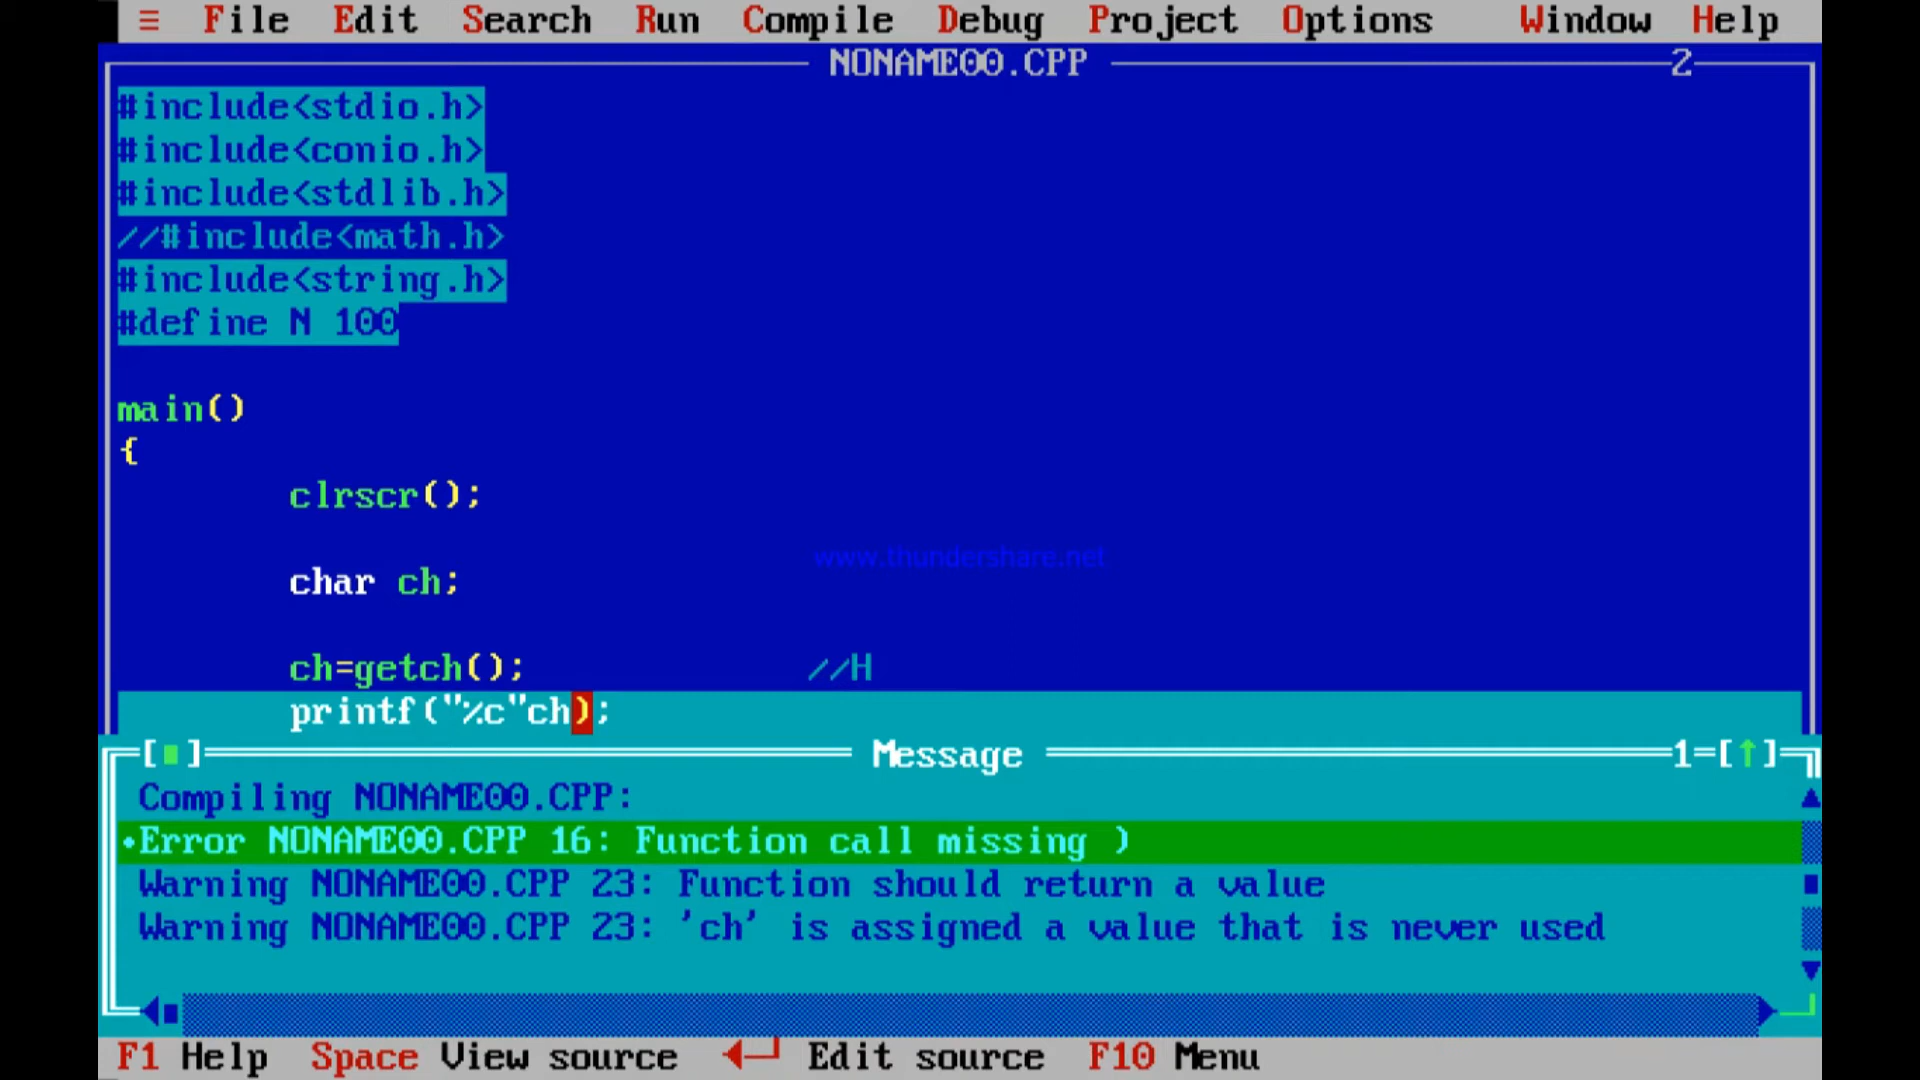 ≡ File Edit Search Run Compile Debug Project Options Window Help
NONAME00.CPP 2
#include<stdio.h>
#include<conio.h>
#include<stdlib.h>
//#include<math.h>
#include<string.h>
#define N 100
main()
{
clrscr();
www.thundershare.net
char ch;
ch=getch(); //H
printf("%c"ch);
[■] Message 1=[↑]
Compiling NONAME00.CPP:
•Error NONAME00.CPP 16: Function call missing )
Warning NONAME00.CPP 23: Function should return a value
Warning NONAME00.CPP 23: 'ch' is assigned a value that is never used
F1 Help Space View source ◄─┘ Edit source F10 Menu